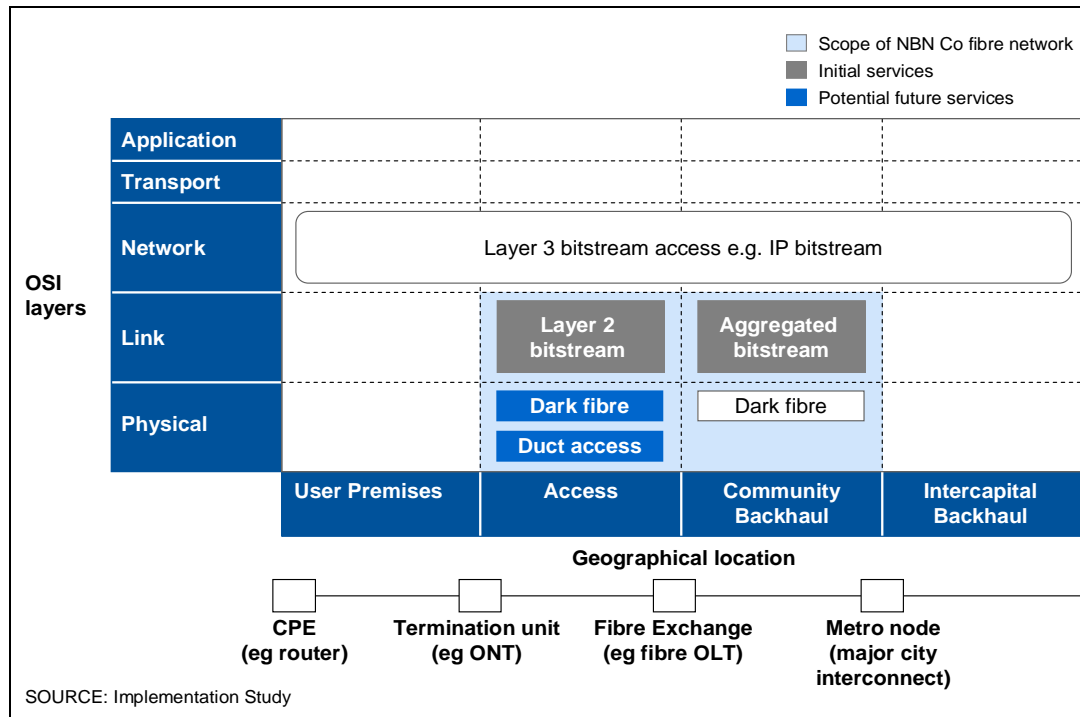 Scope of NBN Co fibre network
Initial services
Potential future services
Application
Transport
Network
Layer 3 bitstream access e.g. IP bitstream
OSI
layers
Link
Layer 2
bitstream
Aggregated
bitstream
Physical
Dark fibre
Dark fibre
Duct access
User Premises
Access
Community
Backhaul
Intercapital
Backhaul
Geographical location
CPE
(eg router)
Termination unit
(eg ONT)
Fibre Exchange
(eg fibre OLT)
Metro node
(major city
interconnect)
SOURCE: Implementation Study